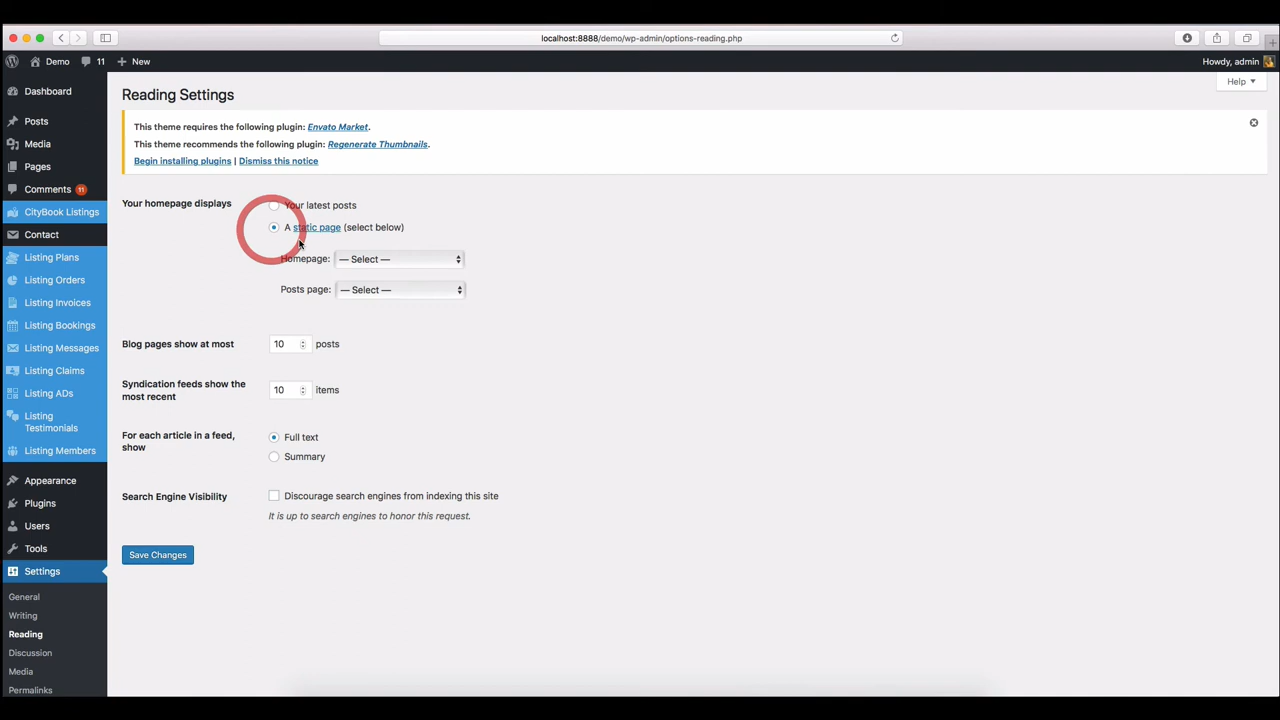 localhost:8888/demo/wp-admin/options-reading.php
Demo 11 New
Howdy, admin
Help
Dashboard
Posts
Media
Pages
Comments 11
CityBook Listings
Contact
Listing Plans
Listing Orders
Listing Invoices
Listing Bookings
Listing Messages
Listing Claims
Listing ADs
Listing
Testimonials
Listing Members
Appearance
Plugins
Users
Tools
Settings
General
Writing
Reading
Discussion
Media
Permalinks
Reading Settings
This theme requires the following plugin: Envato Market.
This theme recommends the following plugin: Regenerate Thumbnails.
Begin installing plugins | Dismiss this notice
Your homepage displays
Your latest posts
A static page (select below)
Homepage: — Select —
Posts page: — Select —
Blog pages show at most 10 posts
Syndication feeds show the
most recent
10 items
For each article in a feed,
show
Full text
Summary
Search Engine Visibility
Discourage search engines from indexing this site
It is up to search engines to honor this request.
Save Changes